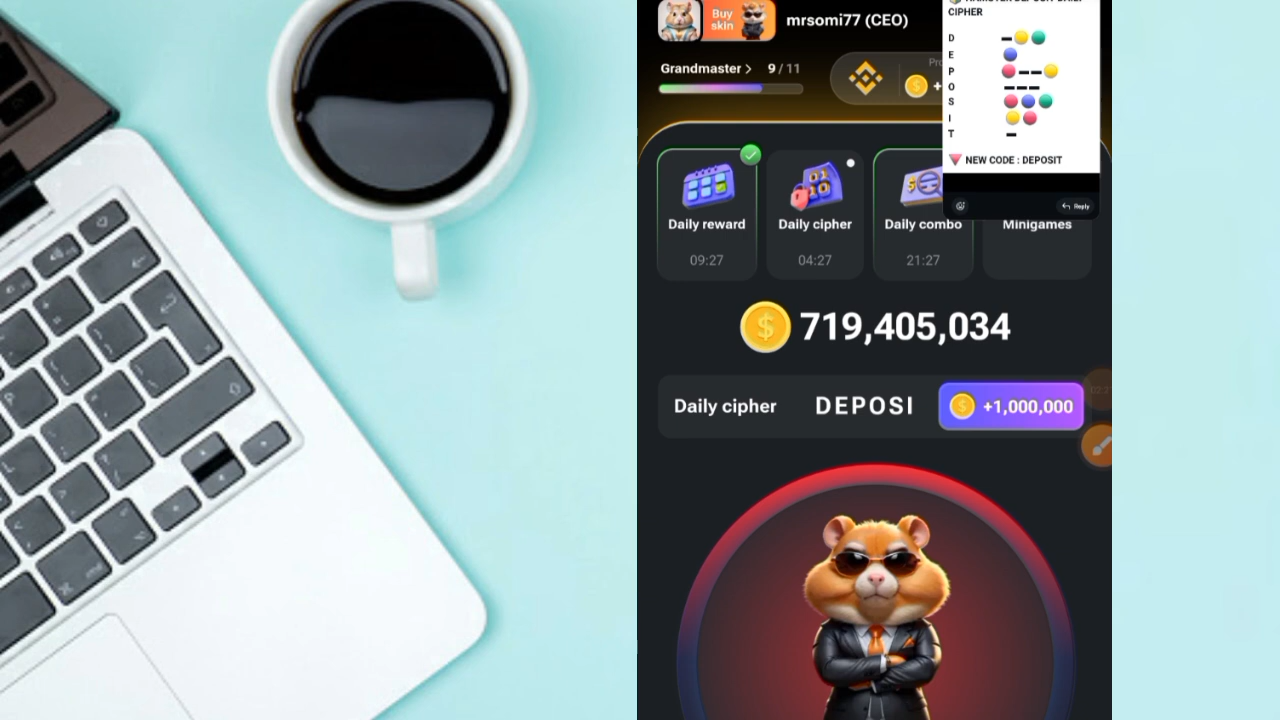 Buy
skin
mrsomi77 (CEO)
Grandmaster > 9 / 11
CIPHER
D
E
P
O
S
I
T
NEW CODE : DEPOSIT
Reply
Daily reward
09:27
Daily cipher
04:27
Daily combo
21:27
Minigames
719,405,034
Daily cipher DEPOSI +1,000,000